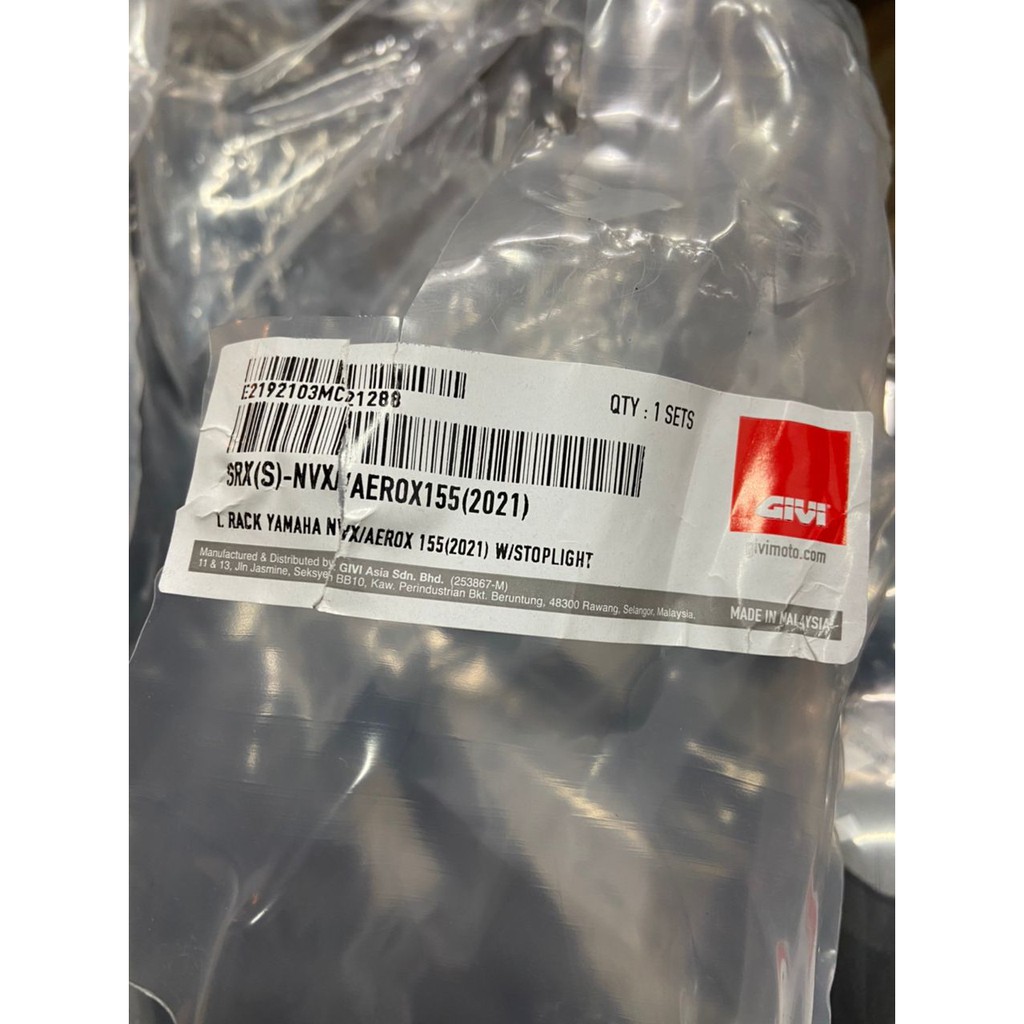 E2192103MC21288
QTY : 1 SETS
SRX(S)-NVX/AEROX155(2021)
L RACK YAMAHA NVX/AEROX 155(2021) W/STOPLIGHT
GIVI
givimoto.com
Manufactured & Distributed by: GIVI Asia Sdn. Bhd. (253867-M)
11 & 13, Jln Jasmine, Seksyen BB10, Kaw. Perindustrian Bkt. Beruntung, 48300 Rawang, Selangor, Malaysia.
MADE IN MALAYSIA